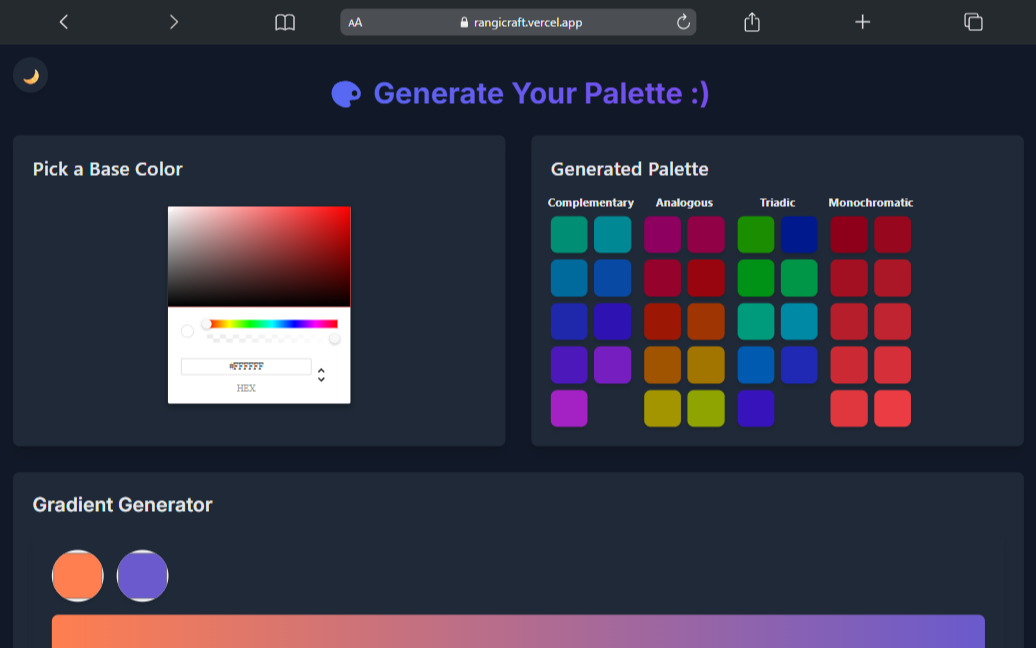 AA
rangicraft.vercel.app
Generate Your Palette :)
Pick a Base Color
#FFFFFF
HEX
Generated Palette
Complementary Analogous Triadic Monochromatic
Gradient Generator